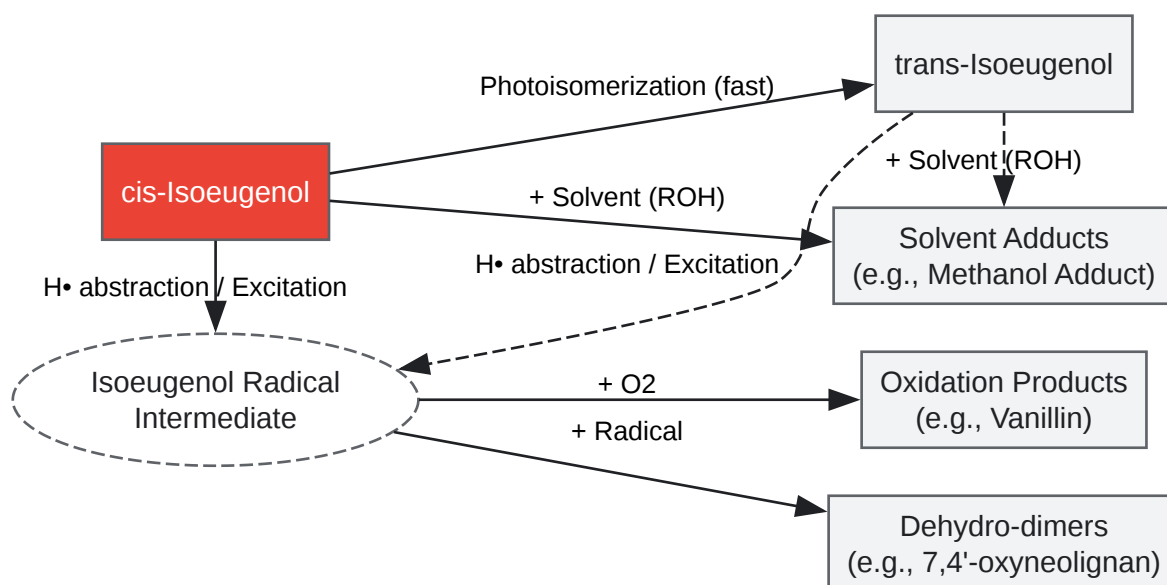 trans-Isoeugenol
Photoisomerization (fast)
cis-Isoeugenol
+ Solvent (ROH)
+ Solvent (ROH)
Solvent Adducts
(e.g., Methanol Adduct)
H• abstraction / Excitation
H• abstraction / Excitation
Isoeugenol Radical
Intermediate
+ O2
Oxidation Products
(e.g., Vanillin)
+ Radical
Dehydro-dimers
(e.g., 7,4'-oxyneolignan)